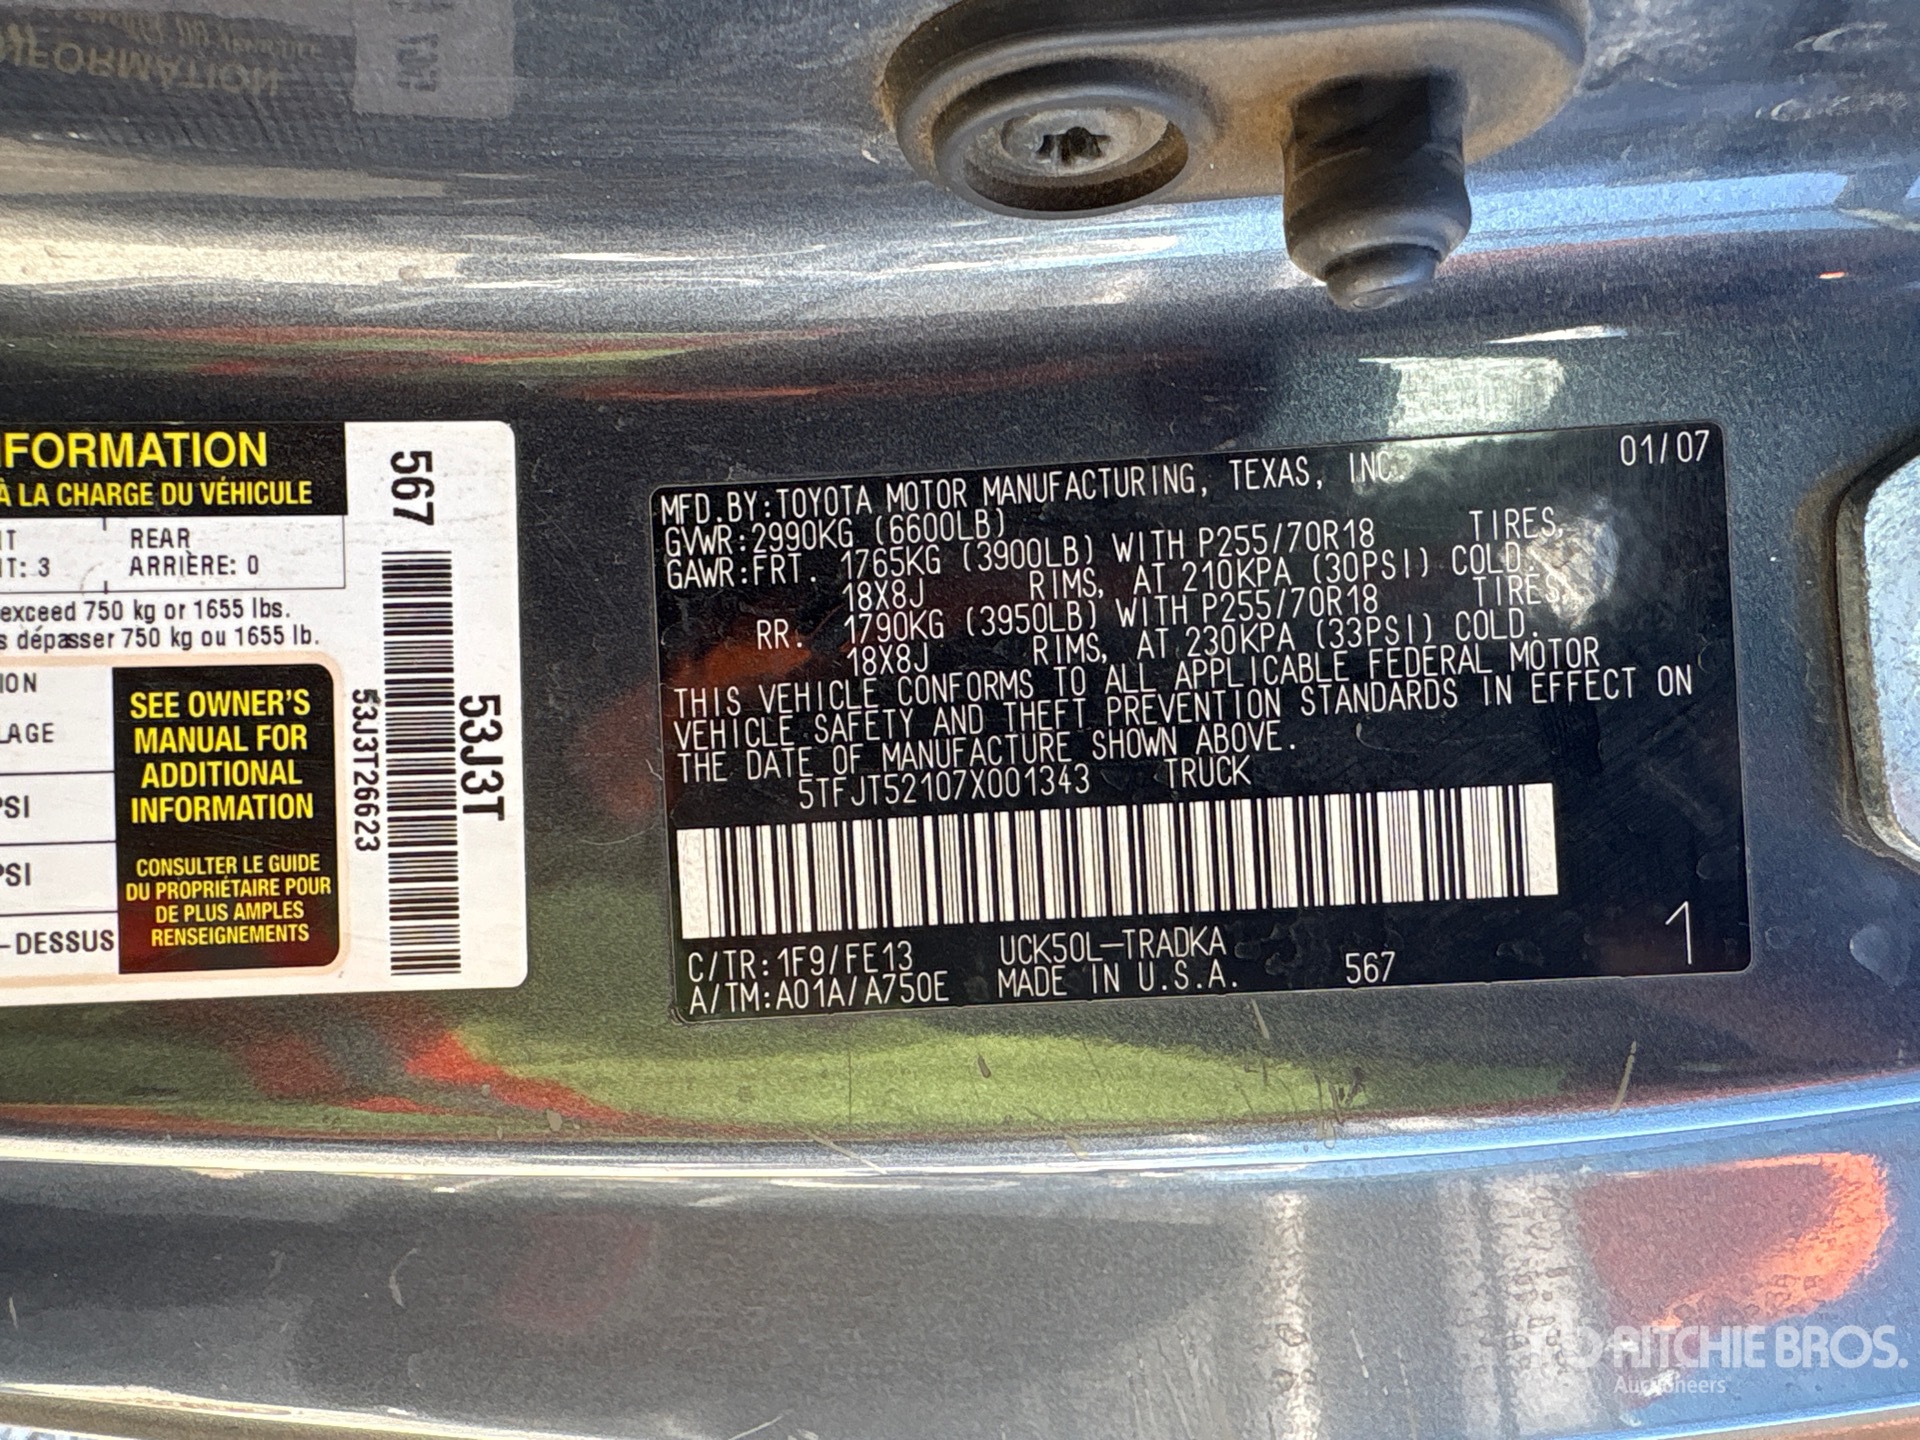 FORMATION
À LA CHARGE DU VÉHICULE
REAR
T: 3
ARRIÈRE: 0
exceed 750 kg or 1655 lbs.
s dépasser 750 kg ou 1655 lb.
ION
LAGE
PSI
PSI
-DESSUS
SEE OWNER'S
MANUAL FOR
ADDITIONAL
INFORMATION
CONSULTER LE GUIDE
DU PROPRIÉTAIRE POUR
DE PLUS AMPLES
RENSEIGNEMENTS
567
53J3T26623
53J3T
01/07
MFD.BY:TOYOTA MOTOR MANUFACTURING, TEXAS, INC.
GVWR:2990KG (6600LB)
GAWR:FRT. 1765KG (3900LB) WITH P255/70R18 TIRES,
18X8J RIMS, AT 210KPA (30PSI) COLD.
RR. 1790KG (3950LB) WITH P255/70R18 TIRES,
18X8J RIMS, AT 230KPA (33PSI) COLD.
THIS VEHICLE CONFORMS TO ALL APPLICABLE FEDERAL MOTOR
VEHICLE SAFETY AND THEFT PREVENTION STANDARDS IN EFFECT ON
THE DATE OF MANUFACTURE SHOWN ABOVE.
5TFJT52107X001343 TRUCK
C/TR:1F9/FE13 UCK50L-TRADKA
A/TM:A01A/A750E MADE IN U.S.A. 567 1
RITCHIE BROS.
Auctioneers